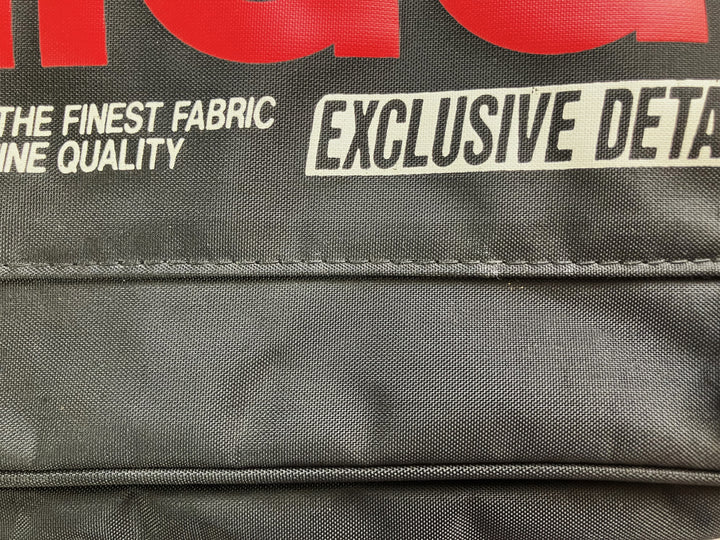 THE FINEST FABRIC
INE QUALITY
EXCLUSIVE DETA